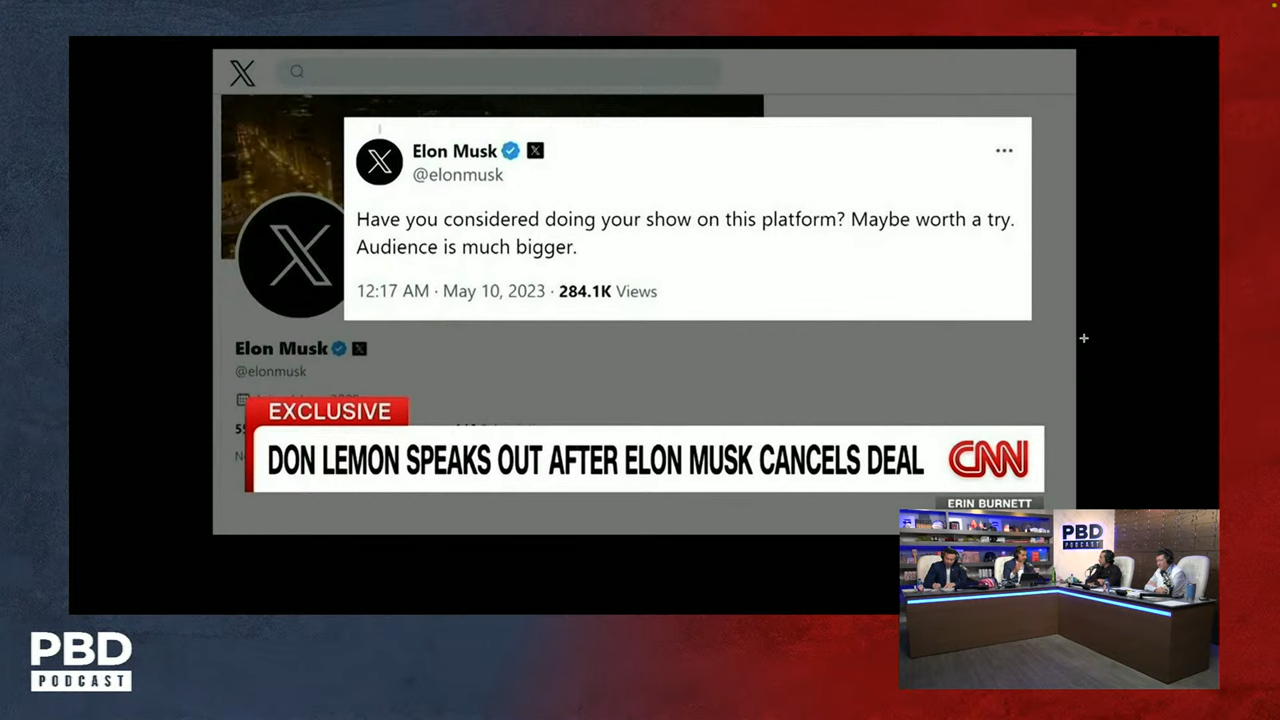 Elon Musk
@elonmusk
Have you considered doing your show on this platform? Maybe worth a try.
Audience is much bigger.
12:17 AM · May 10, 2023 · 284.1K Views
Elon Musk
@elonmusk
EXCLUSIVE
DON LEMON SPEAKS OUT AFTER ELON MUSK CANCELS DEAL
CNN
ERIN BURNETT
PBD
PODCAST
PBD
PODCAST